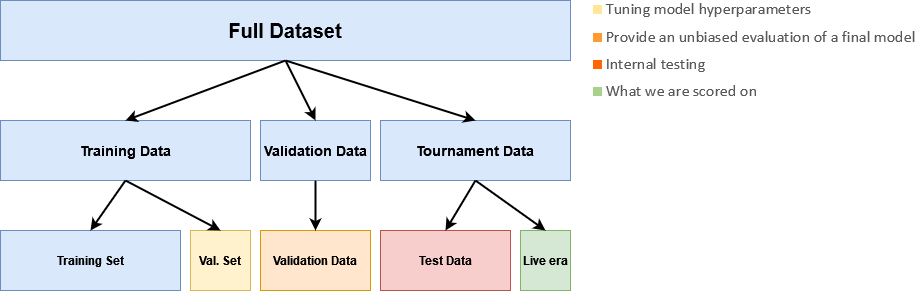 Full Dataset
Tuning model hyperparameters
Provide an unbiased evaluation of a final model
Internal testing
What we are scored on
Training Data
Validation Data
Tournament Data
Training Set
Val. Set
Validation Data
Test Data
Live era